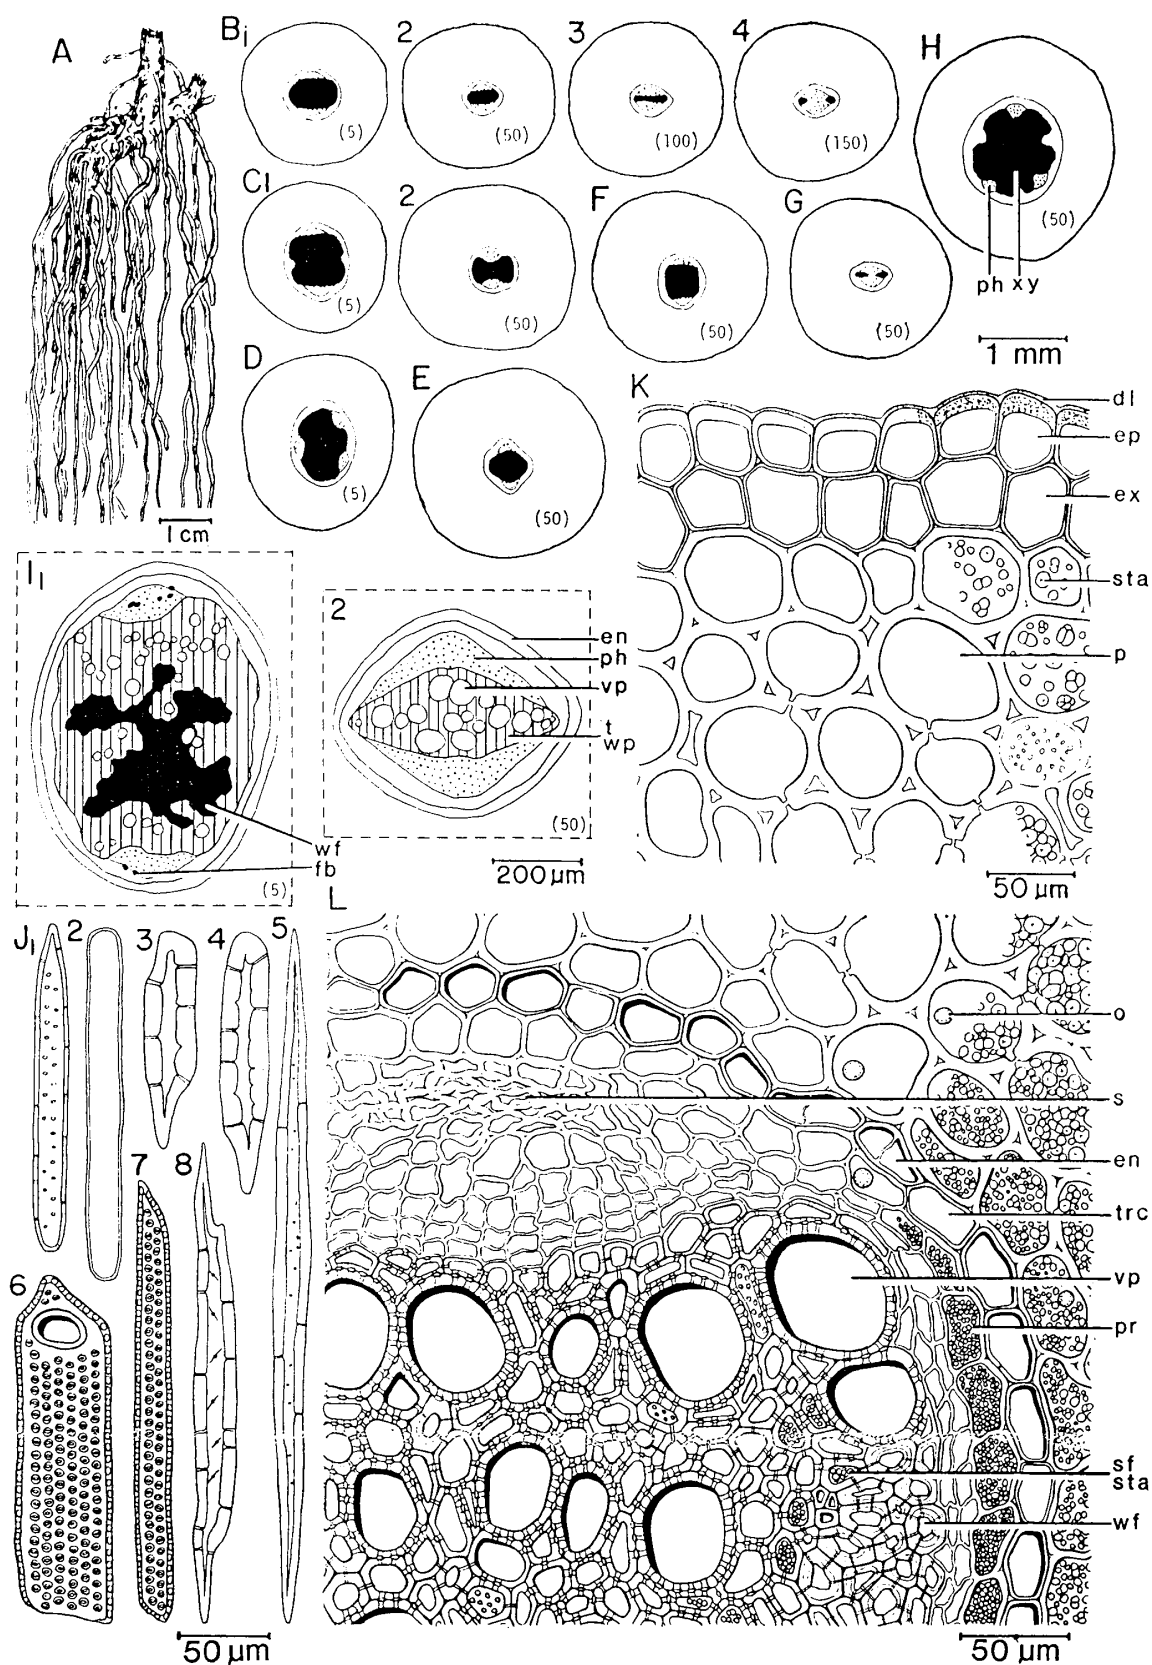 A
B1
2
3
4
H
(5)
(50)
(100)
(150)
(50)
ph xy
1 mm
C1
2
F
G
(5)
(50)
(50)
(50)
D
E
(5)
(50)
1 cm
K
dl
ep
ex
sta
p
50 μm
I1
wf
fb
(5)
2
en
ph
vp
t
wp
(50)
200 μm
J1
2
3
4
5
6
7
8
50 μm
L
o
s
en
trc
vp
pr
sf
sta
wf
50 μm